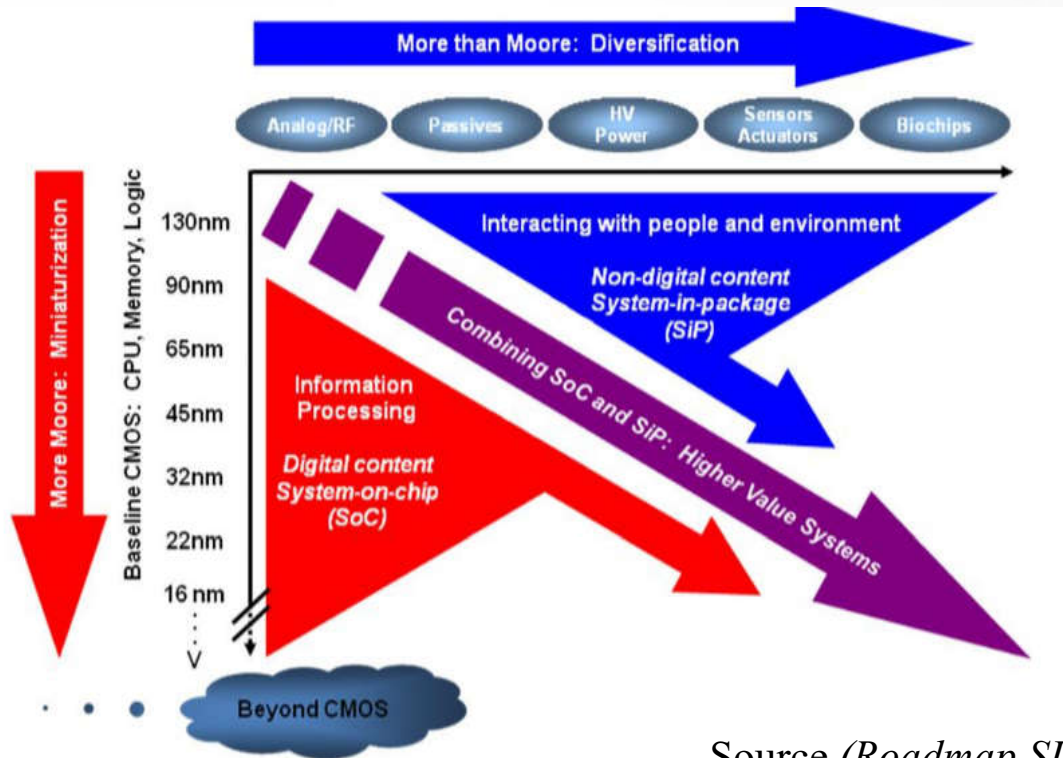 More than Moore: Diversification
Analog/RF
Passives
HV
Power
Sensors
Actuators
Biochips
More Moore: Miniaturization
Baseline CMOS: CPU, Memory, Logic
130nm
90nm
65nm
45nm
32nm
22nm
16 nm
V
Interacting with people and environment
Non-digital content
System-in-package
(SiP)
Combining SoC and SiP: Higher Value Systems
Information
Processing
Digital content
System-on-chip
(SoC)
Beyond CMOS
Source (Roadmap